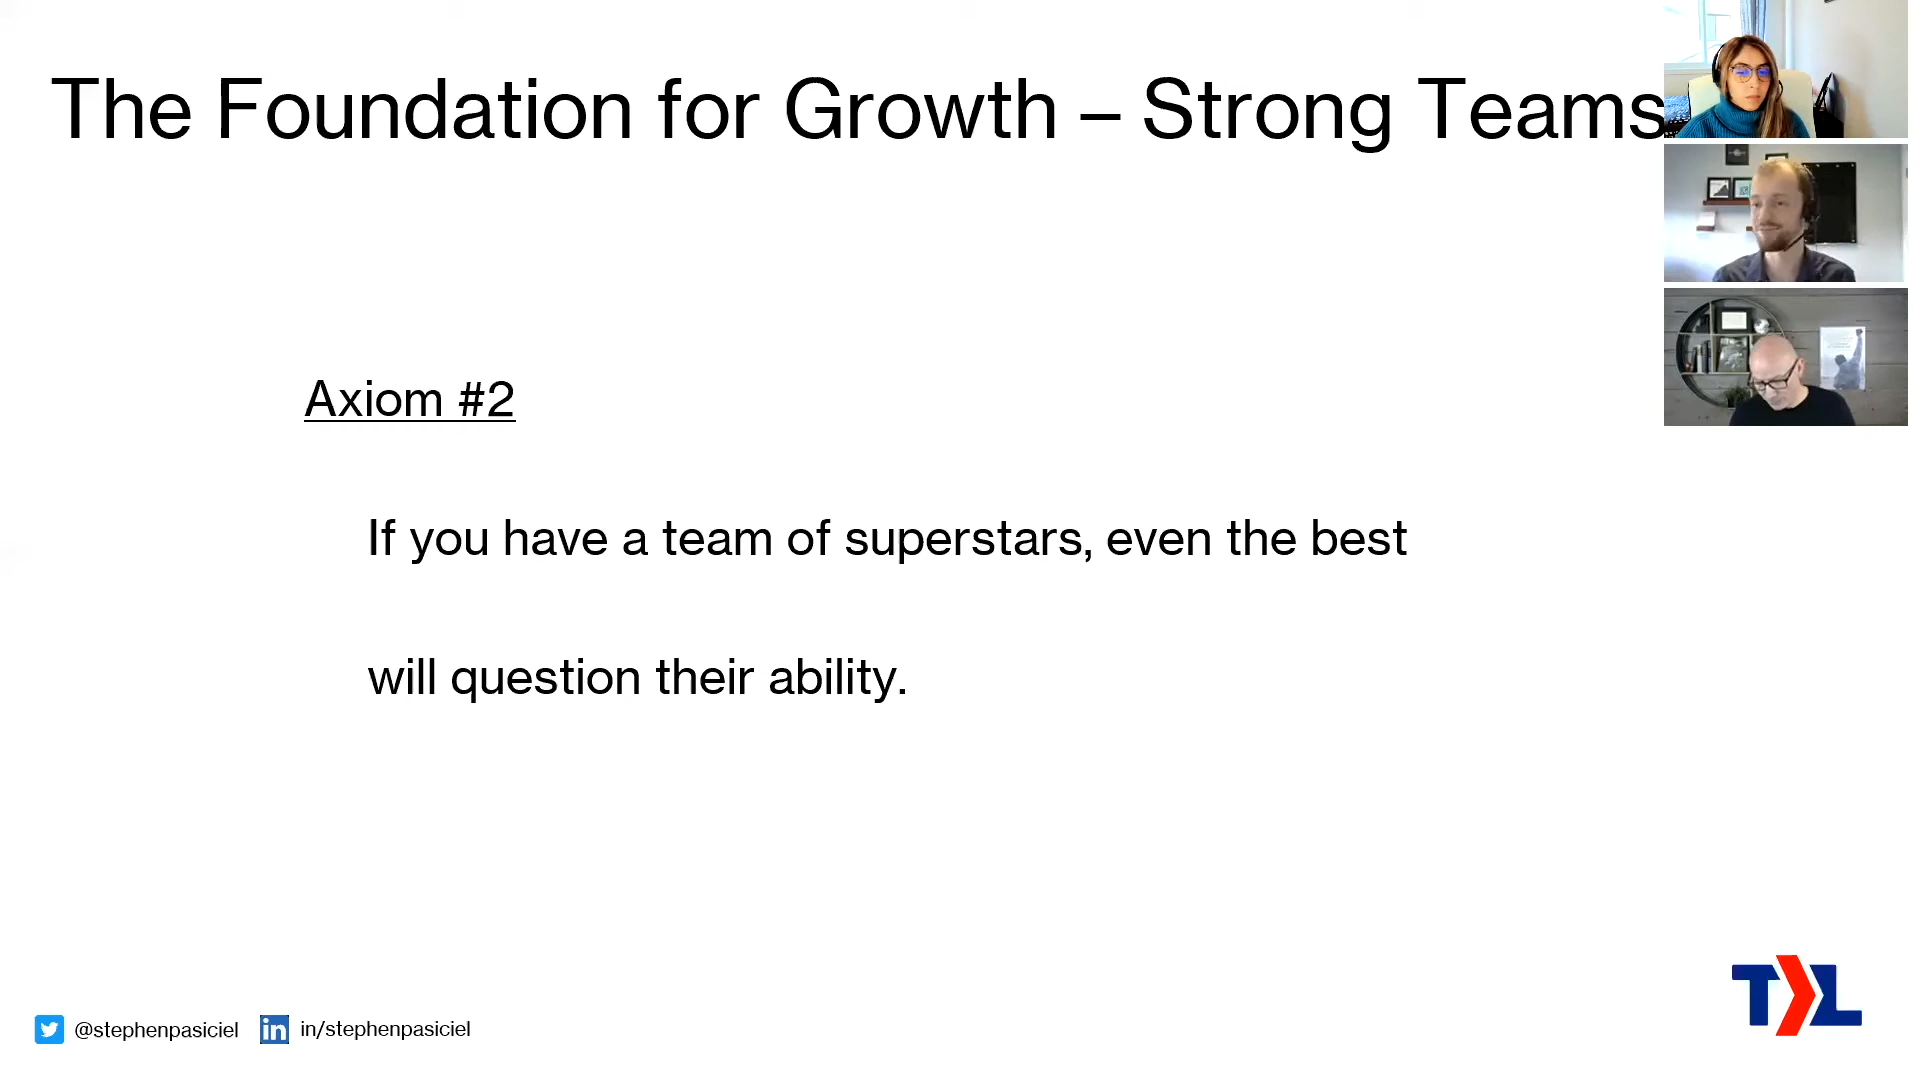 The Foundation for Growth – Strong Teams
Axiom #2
If you have a team of superstars, even the best
will question their ability.
@stephenpasiciel
in/stephenpasiciel